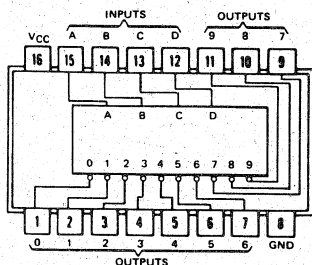 INPUTS OUTPUTS
VCC A B C D 9 8 7
16 15 14 13 12 11 10 9
A B C D
0 1 2 3 4 5 6 7 8 9
1 2 3 4 5 6 7 8
0 1 2 3 4 5 6 GND
OUTPUTS